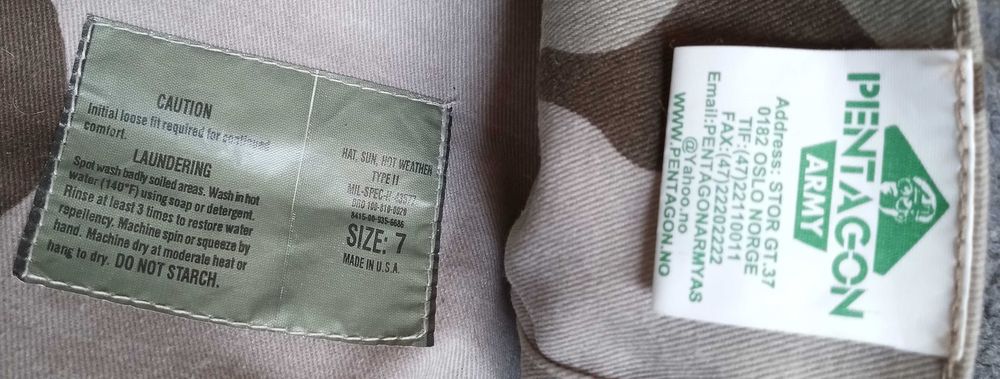 CAUTION
Initial loose fit required for continued
comfort.
LAUNDERING
Spot wash badly soiled areas. Wash in hot
water (140°F) using soap or detergent.
Rinse at least 3 times to restore water
repellency. Machine spin or squeeze by
hand. Machine dry at moderate heat or
hang to dry. DO NOT STARCH.
HAT, SUN, HOT WEATHER
TYPE II
SIZE: 7
MADE IN U.S.A.
PENTAGON
ARMY
Address: STOR GT.37
0182 OSLO NORGE
TIF:(47)22110011
FAX:(47)22202222
Email:PENTAGONARMYAS
@Yahoo.no
WWW.PENTAGON.NO